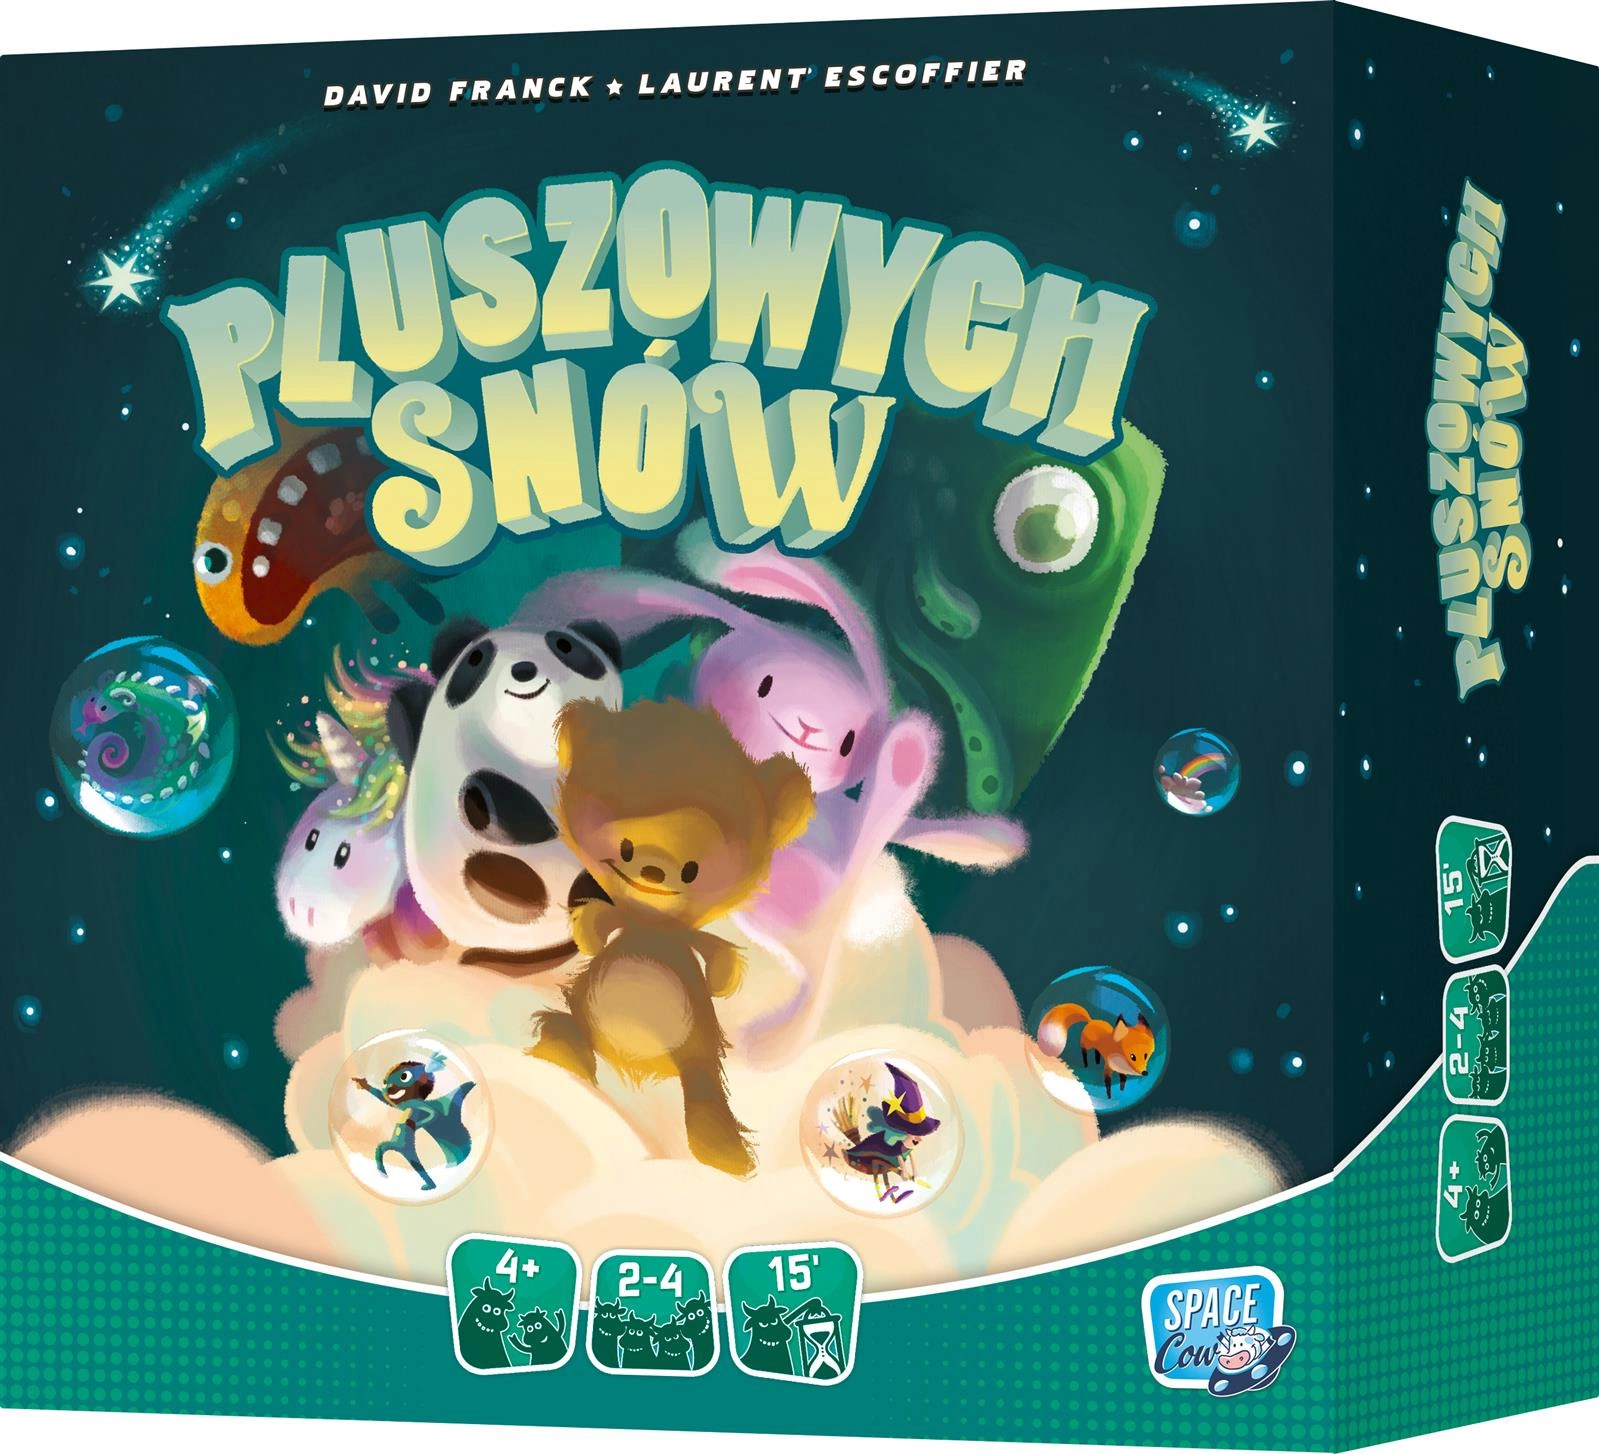 DAVID FRANCK ★ LAURENT ESCOFFIER
PLUSZOWYCH
SNÓW
4+
2-4
15'
SPACE
Cow
PLUSZOWYCH
SNÓW
15'
2-4
4+